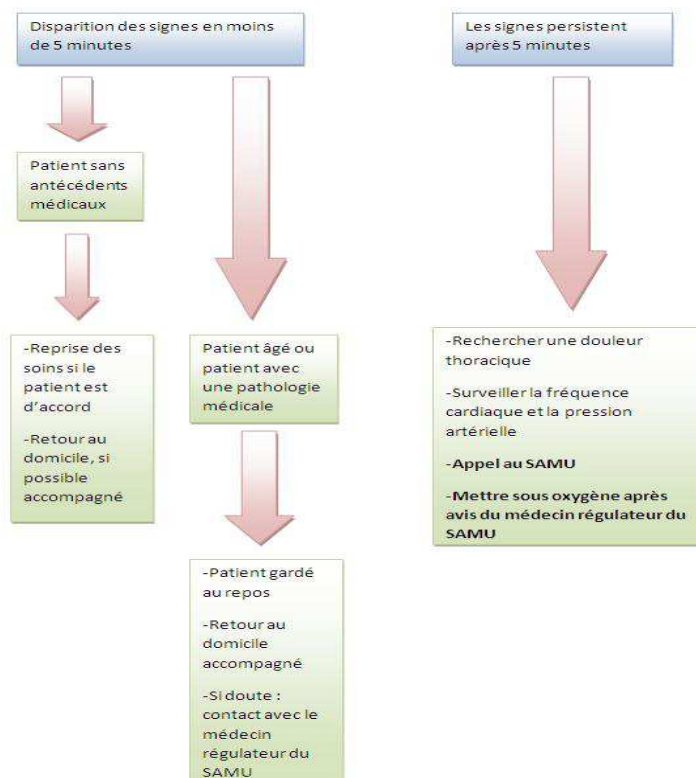 Disparition des signes en moins
de 5 minutes
Patient sans
antécédents
médicaux
-Reprise des
soins si le
patient est
d'accord
-Retour au
domicile, si
possible
accompagné
Patient âgé ou
patient avec
une pathologie
médicale
-Patient gardé
au repos
-Retour au
domicile
accompagné
-Si doute :
contact avec le
médecin
régulateur du
SAMU
Les signes persistent
après 5 minutes
-Rechercher une douleur
thoracique
-Surveiller la fréquence
cardiaque et la pression
artérielle
-Appel au SAMU
-Mettre sous oxygène après
avis du médecin régulateur du
SAMU